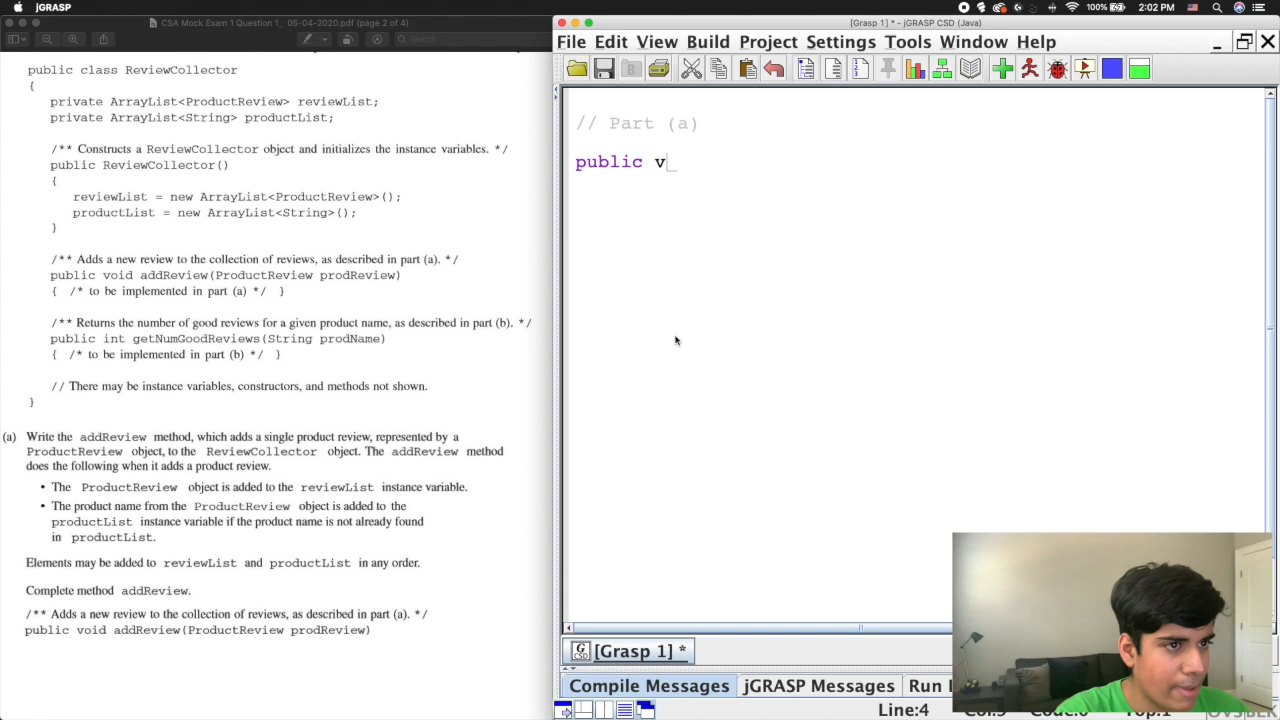 jGRASP
100%
2:02 PM
CSA Mock Exam 1 Question 1_ 05-04-2020.pdf (page 2 of 4)
[Grasp 1] * - jGRASP CSD (Java)
Search
File Edit View Build Project Settings Tools Window Help
public class ReviewCollector
{
private ArrayList<ProductReview> reviewList;
private ArrayList<String> productList;
/** Constructs a ReviewCollector object and initializes the instance variables. */
public ReviewCollector()
{
reviewList = new ArrayList<ProductReview>();
productList = new ArrayList<String>();
}
/** Adds a new review to the collection of reviews, as described in part (a). */
public void addReview(ProductReview prodReview)
{ /* to be implemented in part (a) */ }
/** Returns the number of good reviews for a given product name, as described in part (b). */
public int getNumGoodReviews(String prodName)
{ /* to be implemented in part (b) */ }
// There may be instance variables, constructors, and methods not shown.
}
(a) Write the addReview method, which adds a single product review, represented by a
ProductReview object, to the ReviewCollector object. The addReview method
does the following when it adds a product review.
• The ProductReview object is added to the reviewList instance variable.
• The product name from the ProductReview object is added to the
productList instance variable if the product name is not already found
in productList.
Elements may be added to reviewList and productList in any order.
Complete method addReview.
/** Adds a new review to the collection of reviews, as described in part (a). */
public void addReview(ProductReview prodReview)
// Part (a)
public v
[Grasp 1] *
Compile Messages jGRASP Messages Run I
Line:4